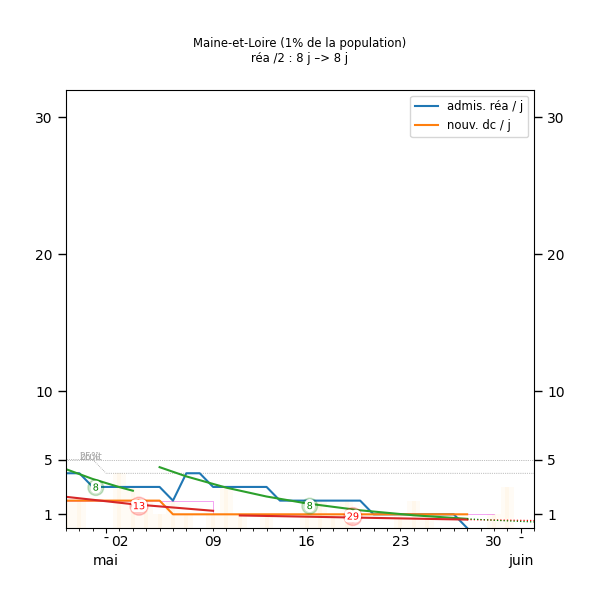 Maine-et-Loire (1% de la population)
réa /2 : 8 j –> 8 j
admis. réa / j
nouv. dc / j
30 30
20 20
10 10
5 5
1 1
8
13
8
29
02 09 16 23 30
mai juin